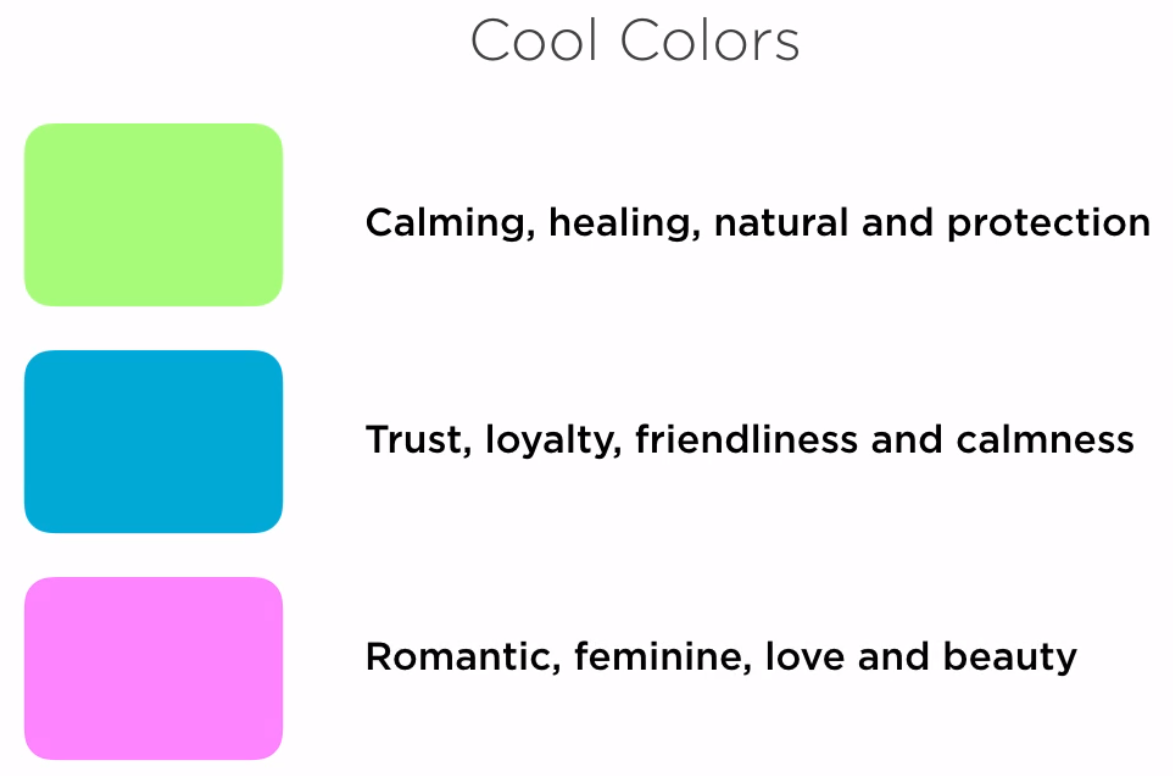 Cool Colors
Calming, healing, natural and protection
Trust, loyalty, friendliness and calmness
Romantic, feminine, love and beauty